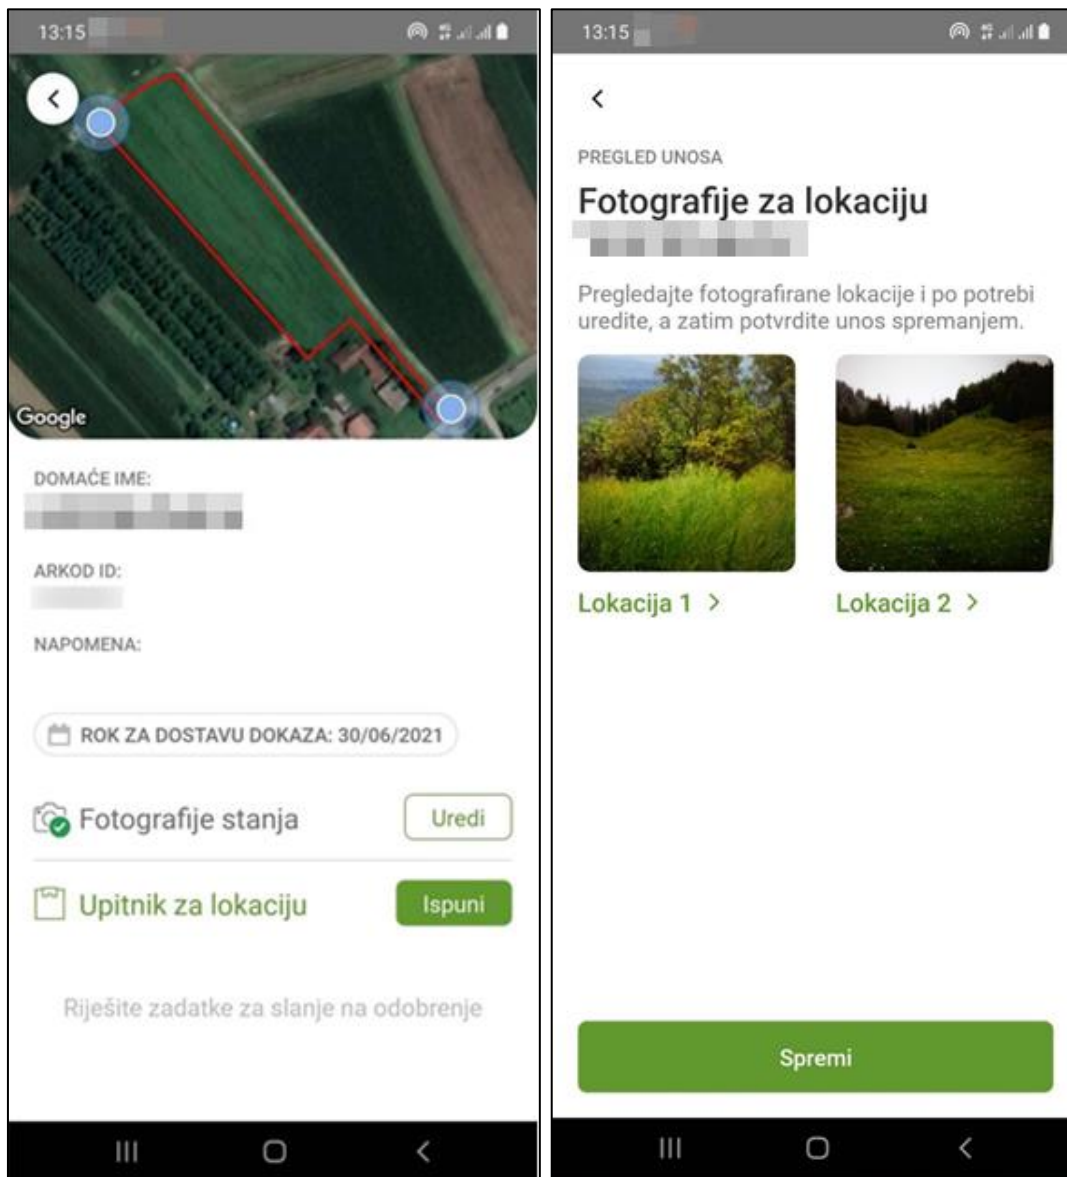 13:15
Google
DOMAĆE IME:
ARKOD ID:
NAPOMENA:
ROK ZA DOSTAVU DOKAZA: 30/06/2021
Fotografije stanja
Uredi
Upitnik za lokaciju
Ispuni
Riješite zadatke za slanje na odobrenje
13:15
PREGLED UNOSA
Fotografije za lokaciju
Pregledajte fotografirane lokacije i po potrebi
uredite, a zatim potvrdite unos spremanjem.
Lokacija 1
Lokacija 2
Spremi